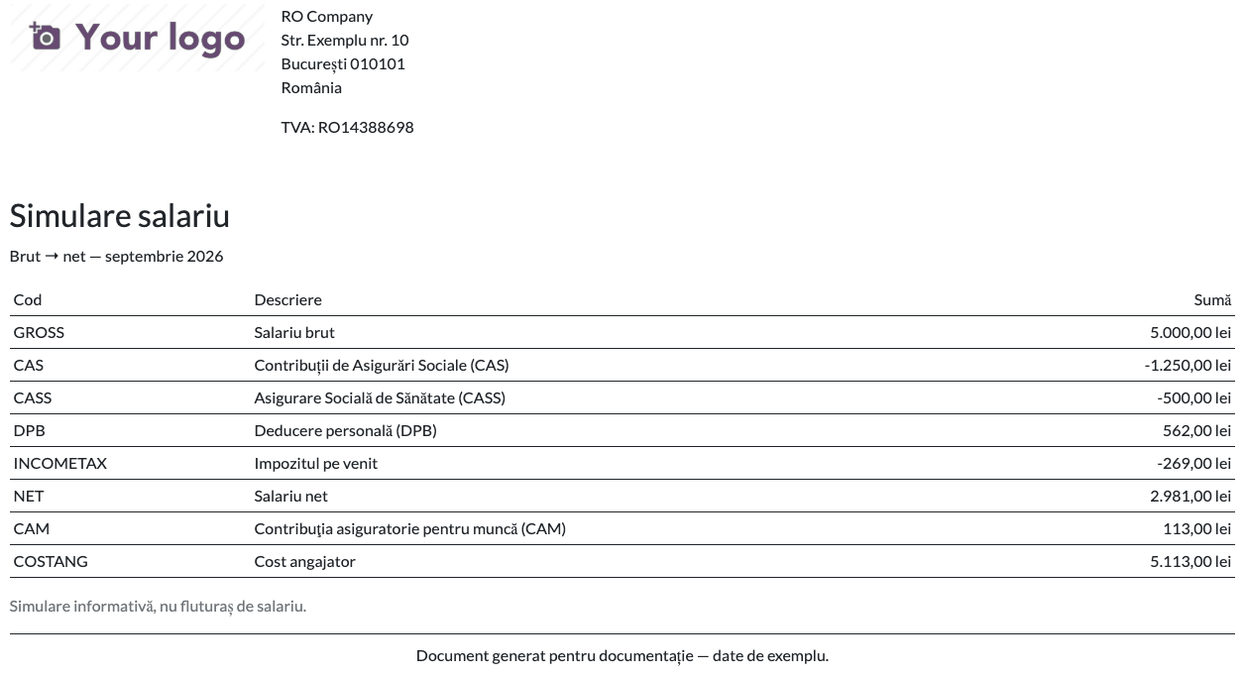 Your logo
RO Company
Str. Exemplu nr. 10
București 010101
România
TVA: RO14388698
Simulare salariu
Brut → net — septembrie 2026
Cod Descriere Sumă
GROSS Salariu brut 5.000,00 lei
CAS Contribuții de Asigurări Sociale (CAS) -1.250,00 lei
CASS Asigurare Socială de Sănătate (CASS) -500,00 lei
DPB Deducere personală (DPB) 562,00 lei
INCOMETAX Impozitul pe venit -269,00 lei
NET Salariu net 2.981,00 lei
CAM Contribuţia asiguratorie pentru muncă (CAM) 113,00 lei
COSTANG Cost angajator 5.113,00 lei
Simulare informativă, nu fluturaș de salariu.
Document generat pentru documentație — date de exemplu.